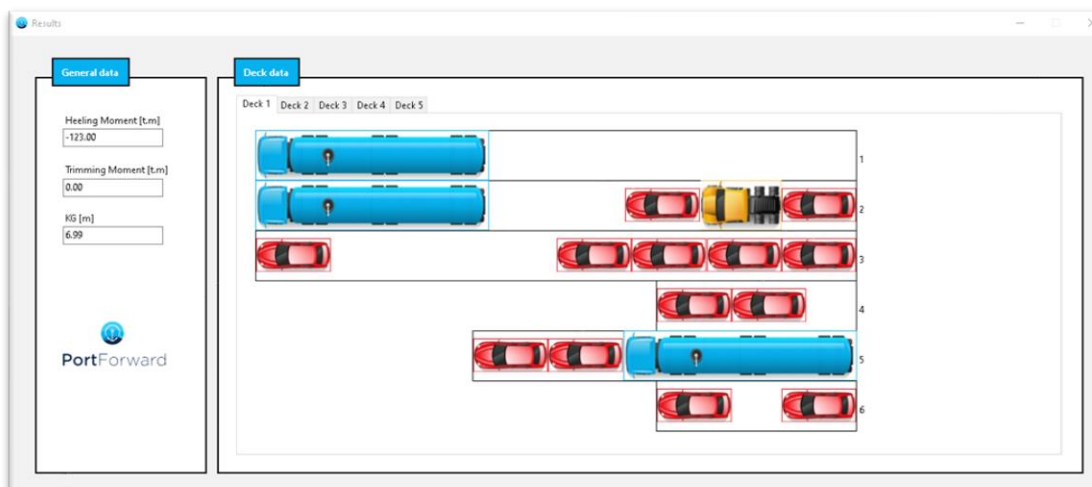 Results
General data
Heeling Moment [t.m]
-123.00
Trimming Moment [t.m]
0.00
KG [m]
6.99
PortForward
Deck data
Deck 1 Deck 2 Deck 3 Deck 4 Deck 5
1
2
3
4
5
6